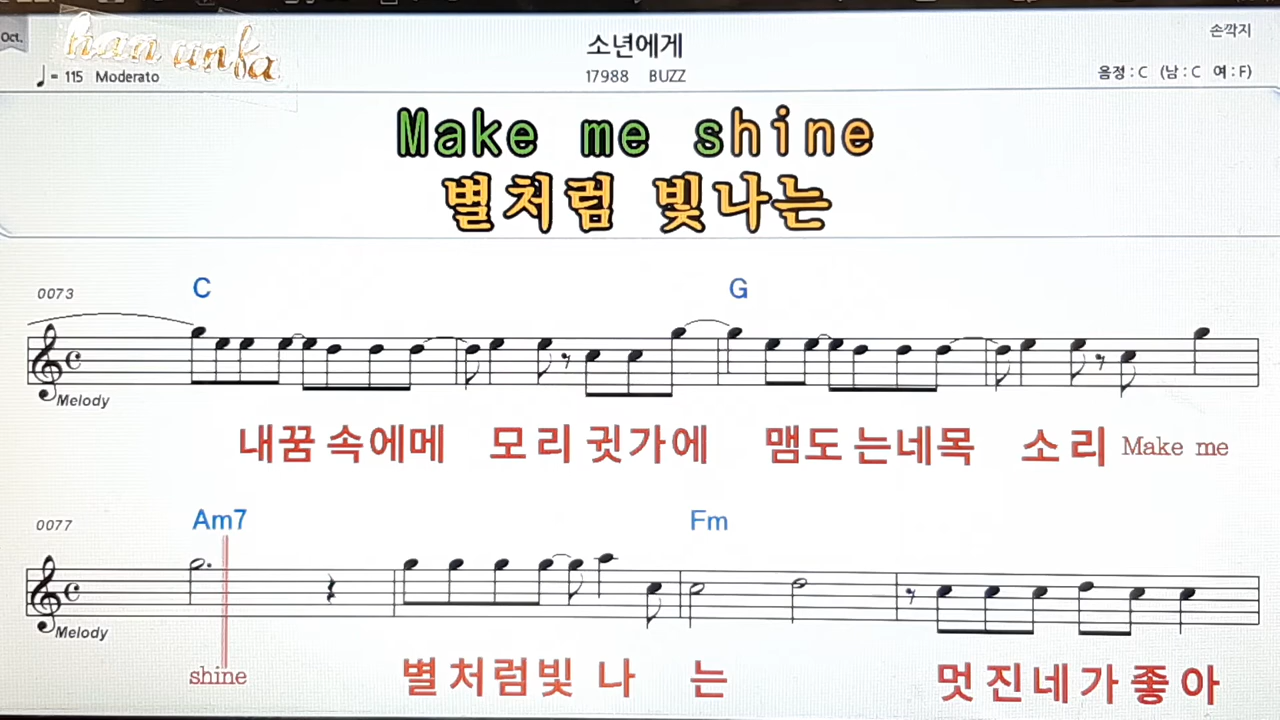 Oct.
han unfa
소년에게
손깍지
♩= 115 Moderato
17988 BUZZ
음정 : C (남 : C 여 : F)
Make me shine
별처럼 빛나는
C G
0073
Melody
내꿈 속에메 모리 귓가에 맴도 는네목 소리 Make me
Am7 Fm
0077
Melody
shine 별처럼빛 나 는 멋진네가좋아